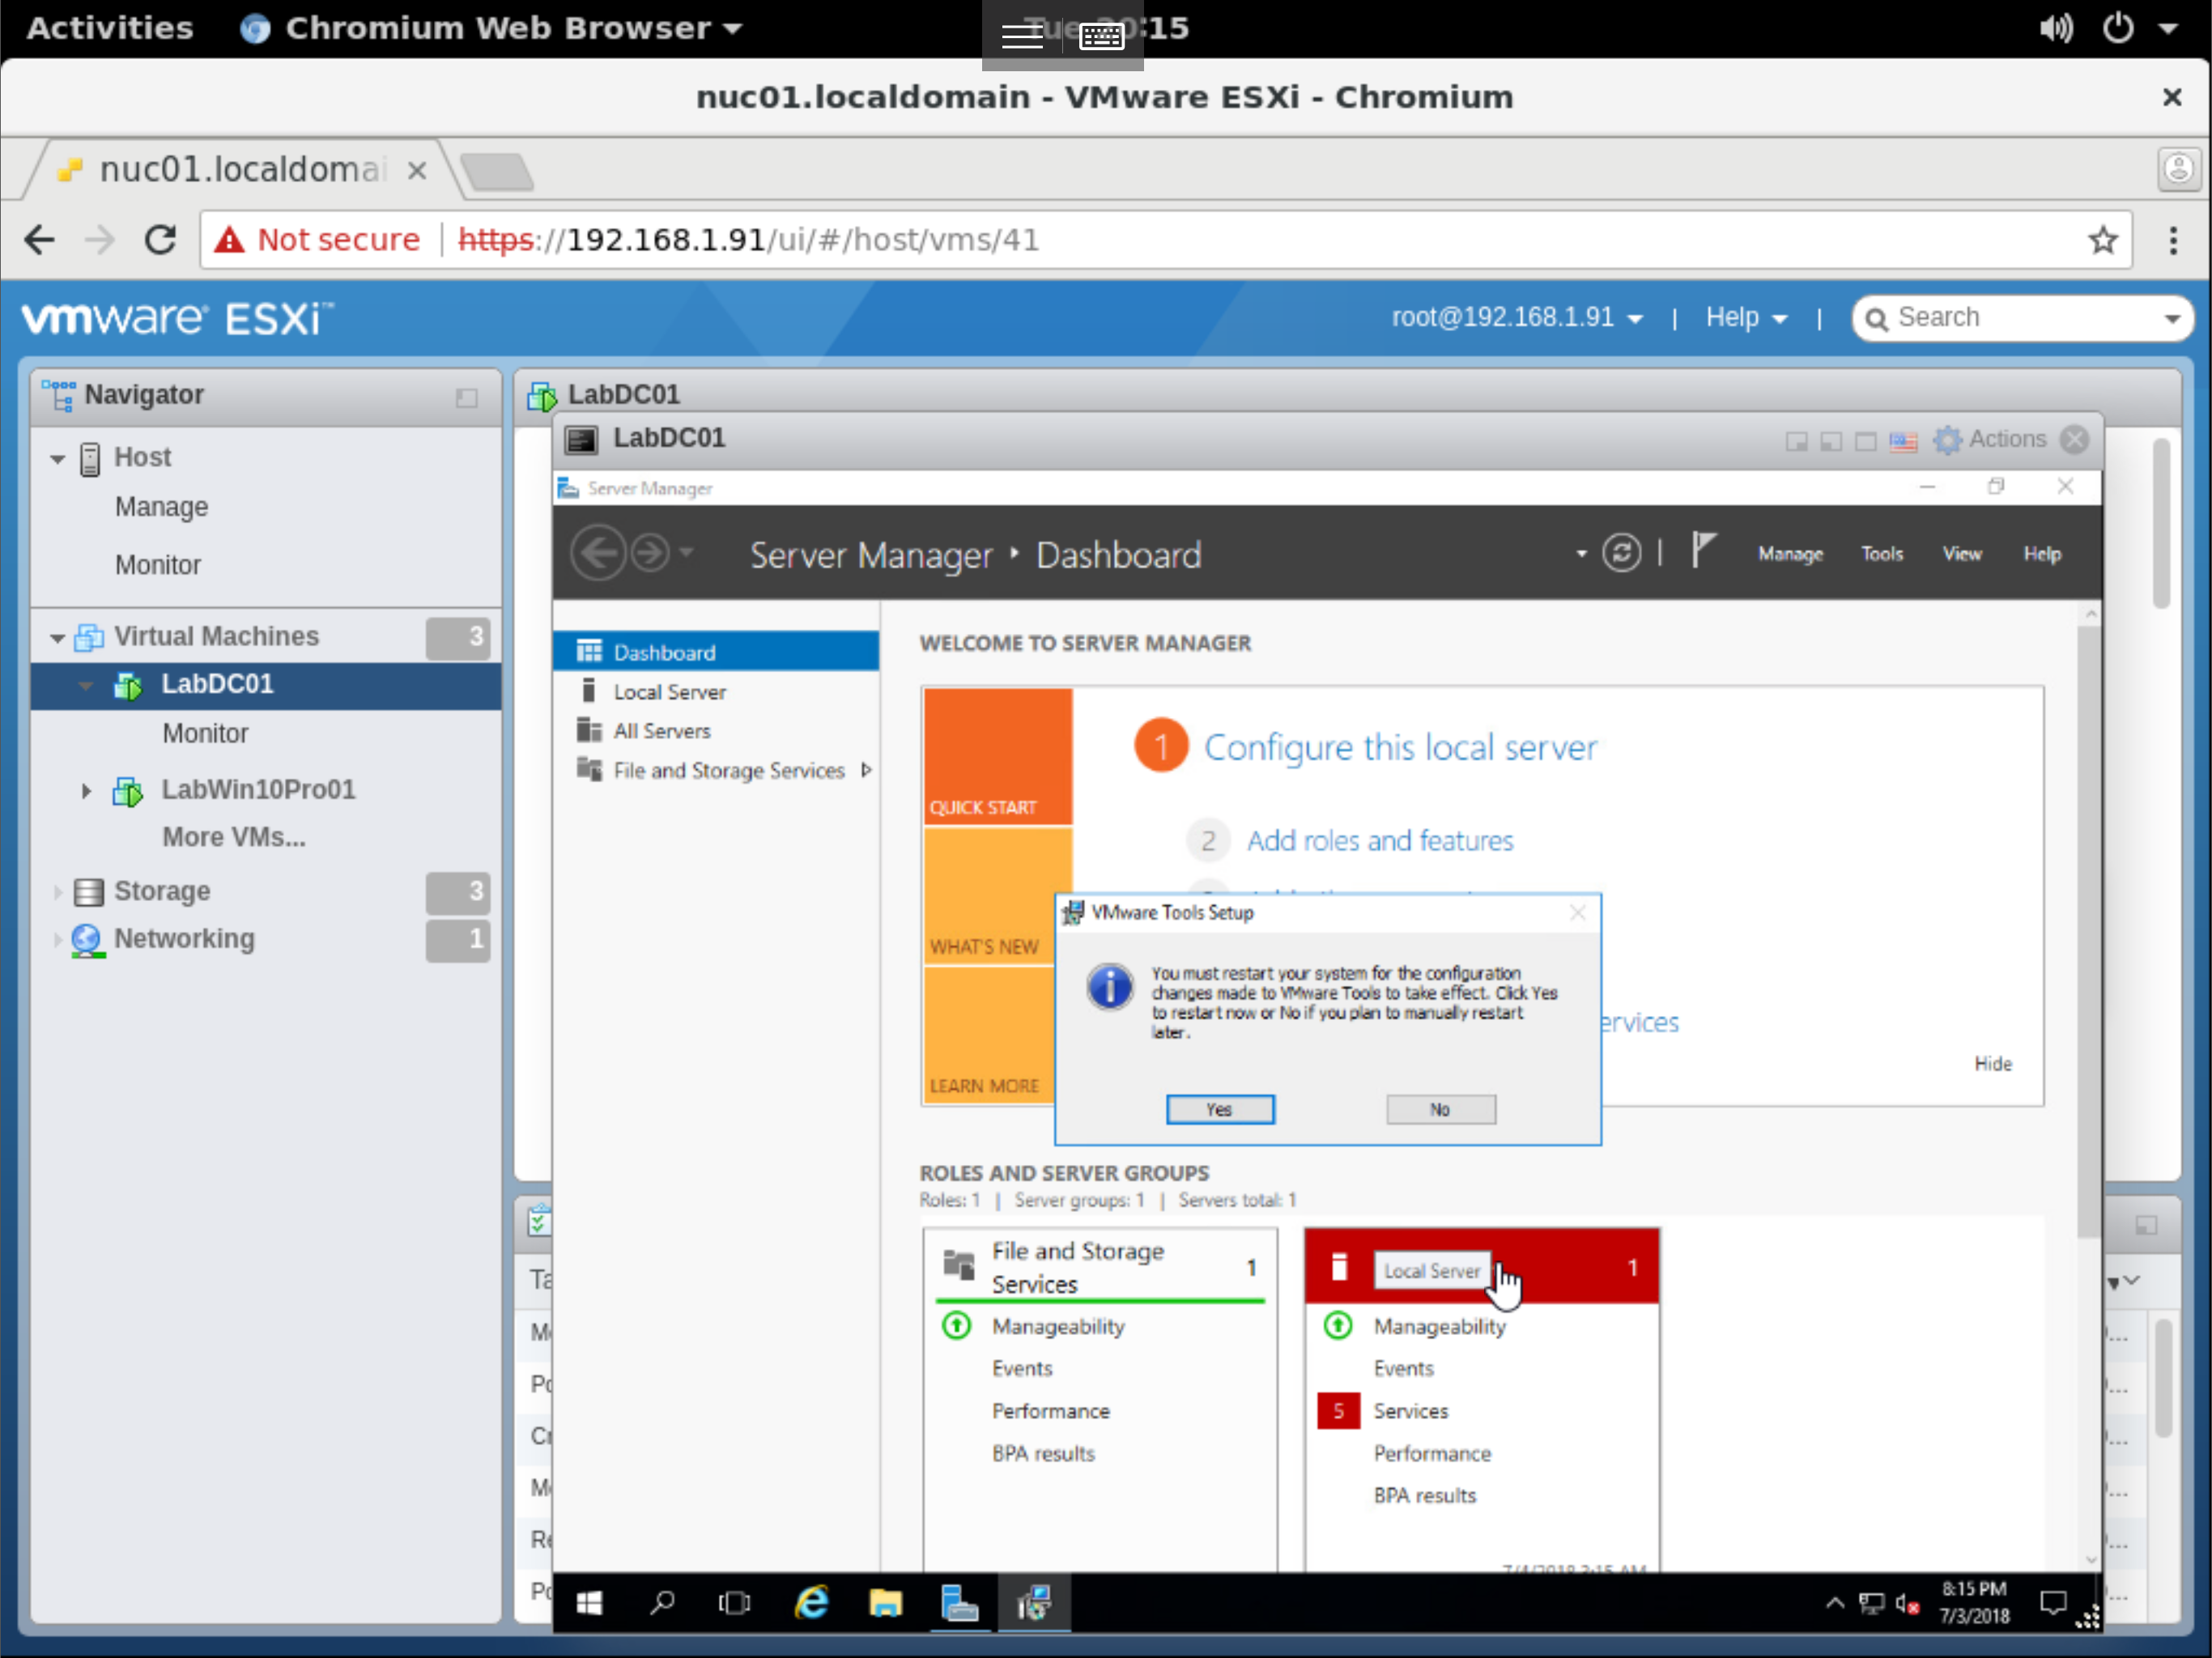 Activities
Chromium Web Browser
Tue 20:15
nuc01.localdomain - VMware ESXi - Chromium
nuc01.localdomai
Not secure
https://192.168.1.91/ui/#/host/vms/41
vmware ESXi™
root@192.168.1.91 | Help |
Search
Navigator
Host
Manage
Monitor
Virtual Machines 3
LabDC01
Monitor
LabWin10Pro01
More VMs...
Storage 3
Networking 1
LabDC01
LabDC01
Actions
Server Manager
Server Manager ‣ Dashboard
Manage Tools View Help
Dashboard
Local Server
All Servers
File and Storage Services
WELCOME TO SERVER MANAGER
QUICK START
WHAT'S NEW
LEARN MORE
1 Configure this local server
2 Add roles and features
ervices
Hide
VMware Tools Setup
You must restart your system for the configuration
changes made to VMware Tools to take effect. Click Yes
to restart now or No if you plan to manually restart
later.
Yes No
ROLES AND SERVER GROUPS
Roles: 1 | Server groups: 1 | Servers total: 1
File and Storage
Services
1
Manageability
Events
Performance
BPA results
Local Server
1
Manageability
Events
5 Services
Performance
BPA results
Ta
Po
Re
Po
8:15 PM
7/3/2018